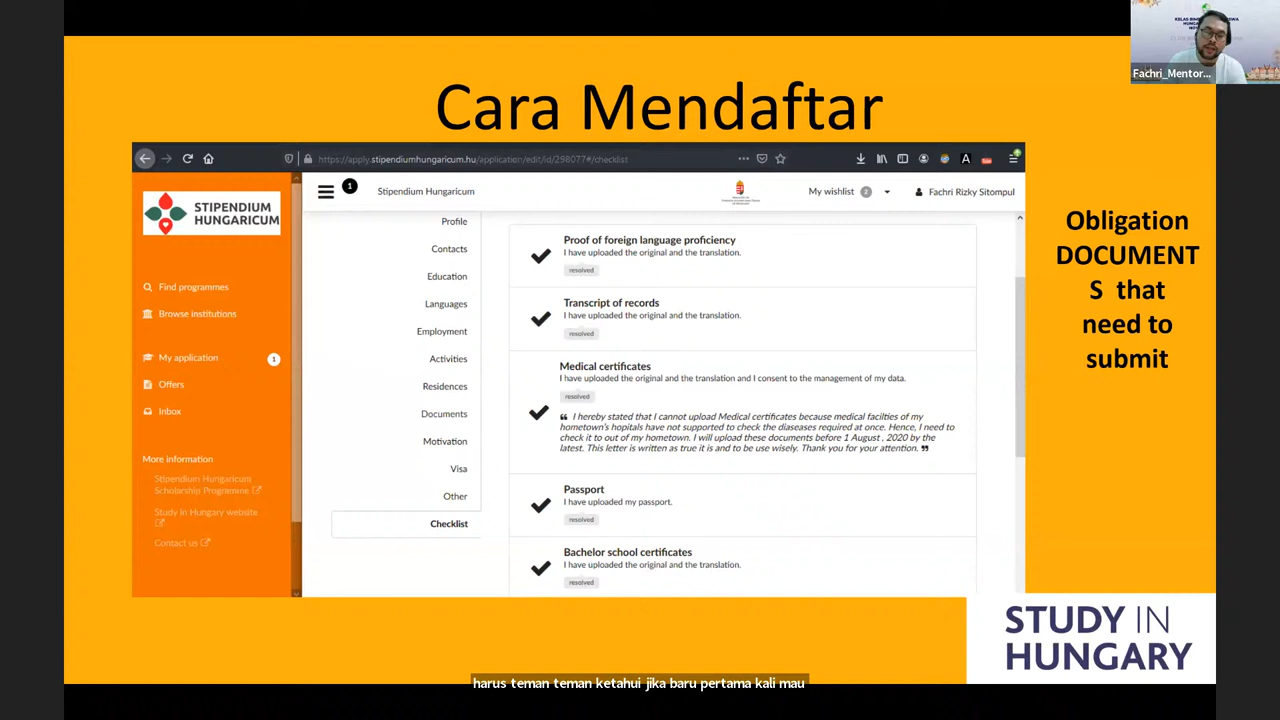 KELAS BIM
HUNGA
NOV
Fachri_Mentor...
Cara Mendaftar
https://apply.stipendiumhungaricum.hu/application/edit/id/298077#/checklist
STIPENDIUM
HUNGARICUM
1
Stipendium Hungaricum
My wishlist 2
Fachri Rizky Sitompul
Find programmes
Browse institutions
My application 1
Offers
Inbox
More information
Stipendium Hungaricum
Scholarship Programme
Study in Hungary website
Contact us
Profile
Contacts
Education
Languages
Employment
Activities
Residences
Documents
Motivation
Visa
Other
Checklist
Proof of foreign language proficiency
I have uploaded the original and the translation.
resolved
Transcript of records
I have uploaded the original and the translation.
resolved
Medical certificates
I have uploaded the original and the translation and I consent to the management of my data.
resolved
❝ I hereby stated that I cannot upload Medical certificates because medical facilties of my
hometown's hopitals have not supported to check the diaseases required at once. Hence, I need to
check it to out of my hometown. I will upload these documents before 1 August , 2020 by the
latest. This letter is written as true it is and to be use wisely. Thank you for your attention. ❞
Passport
I have uploaded my passport.
resolved
Bachelor school certificates
I have uploaded the original and the translation.
resolved
Obligation
DOCUMENT
S that
need to
submit
STUDY IN
HUNGARY
harus teman teman ketahui jika baru pertama kali mau